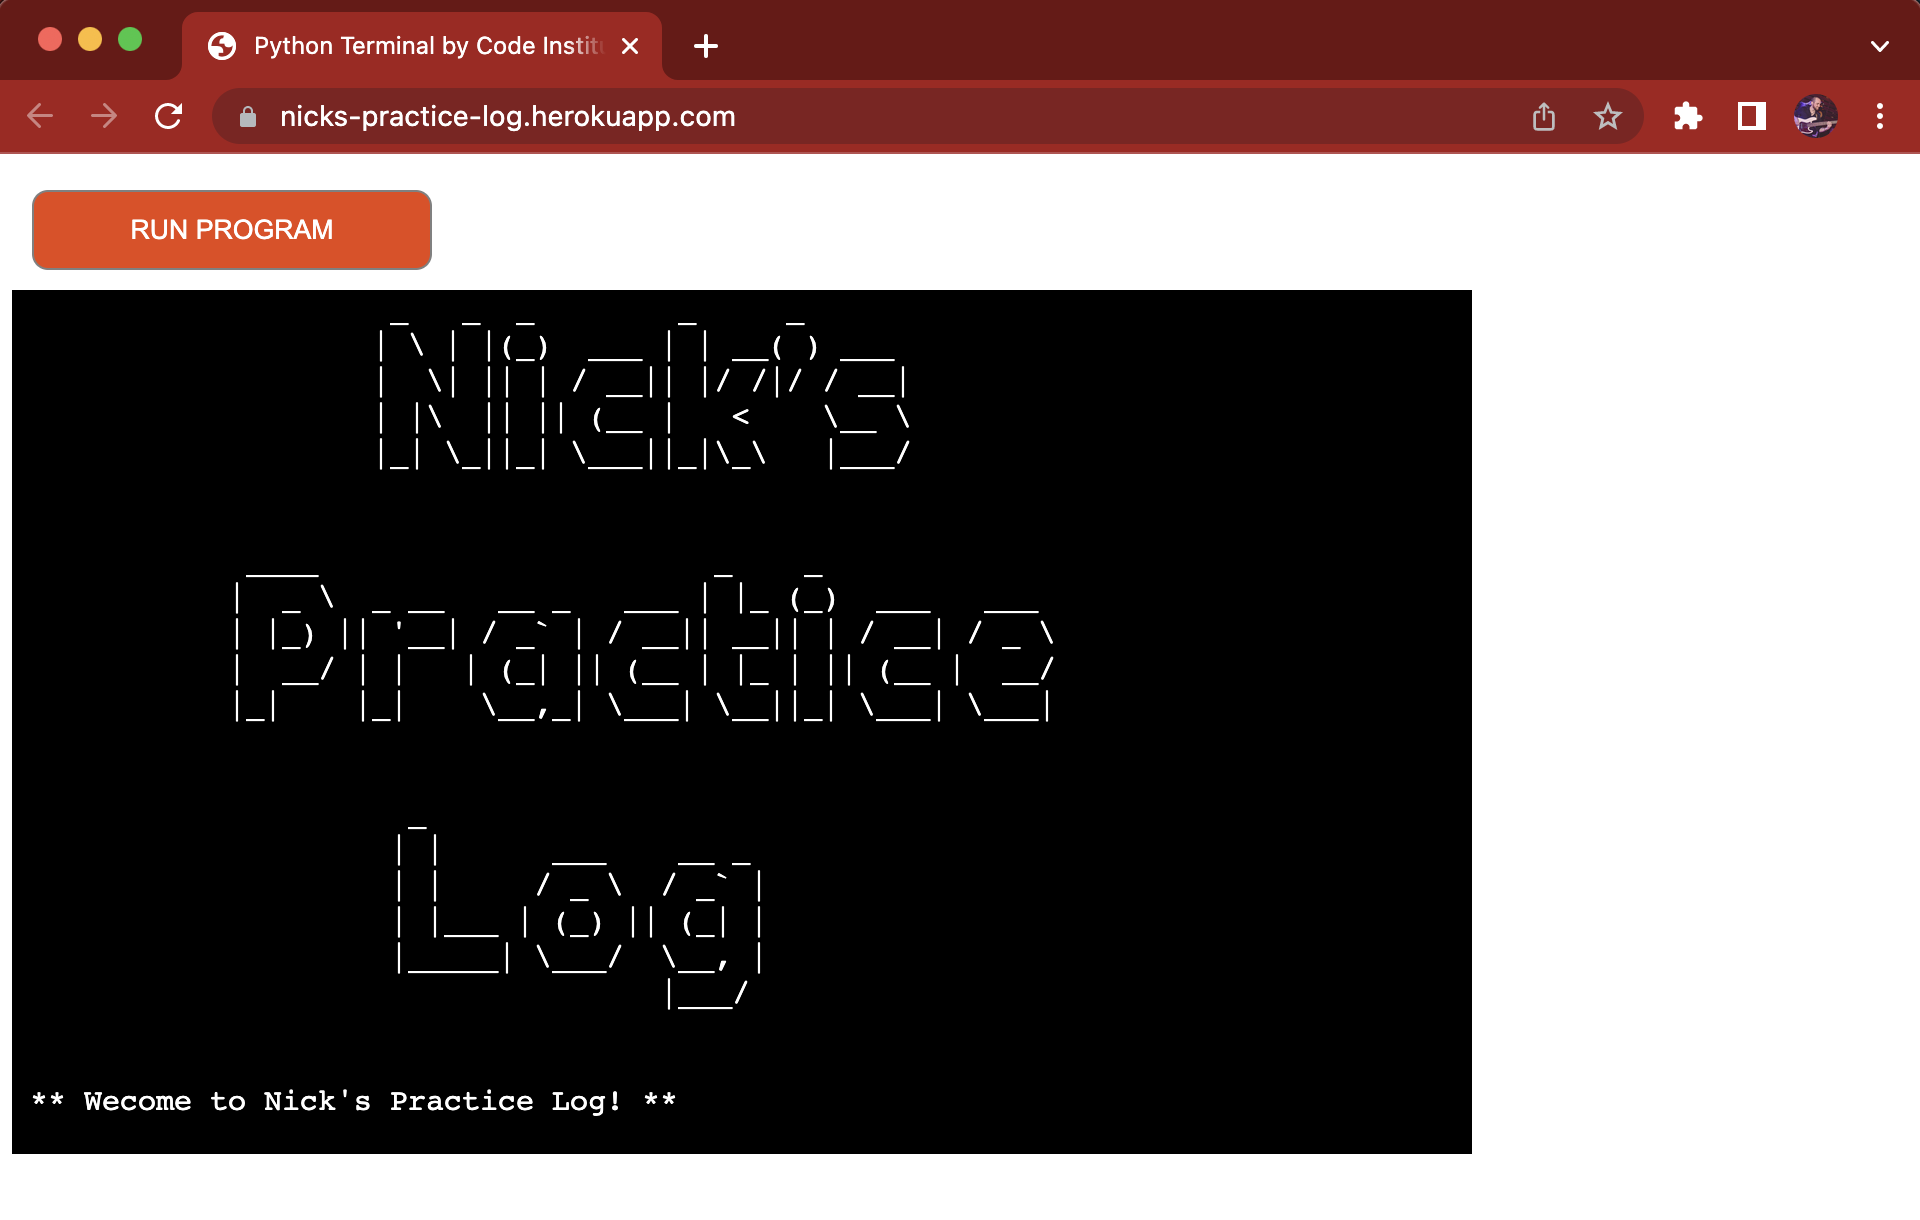 Python Terminal by Code Instit
nicks-practice-log.herokuapp.com
RUN PROGRAM
Nick's
Practice
Log
** Wecome to Nick's Practice Log! **